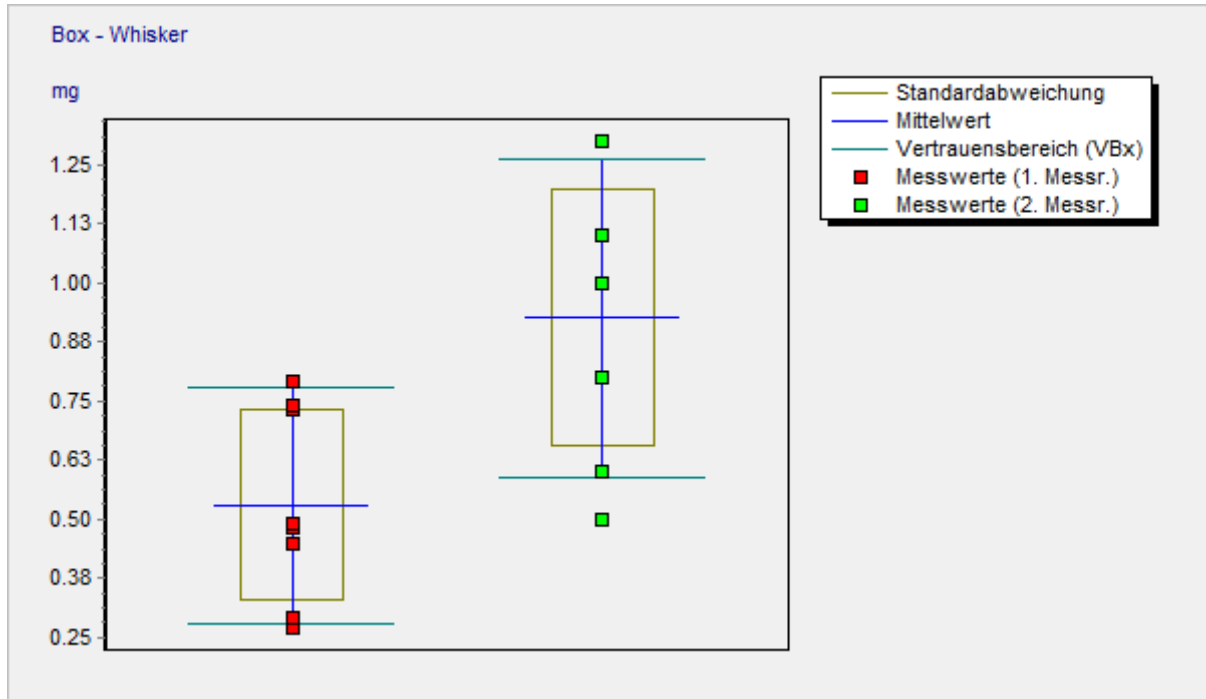 Box - Whisker
mg
1.25
1.13
1.00
0.88
0.75
0.63
0.50
0.38
0.25
Standardabweichung
Mittelwert
Vertrauensbereich (VBx)
Messwerte (1. Messr.)
Messwerte (2. Messr.)